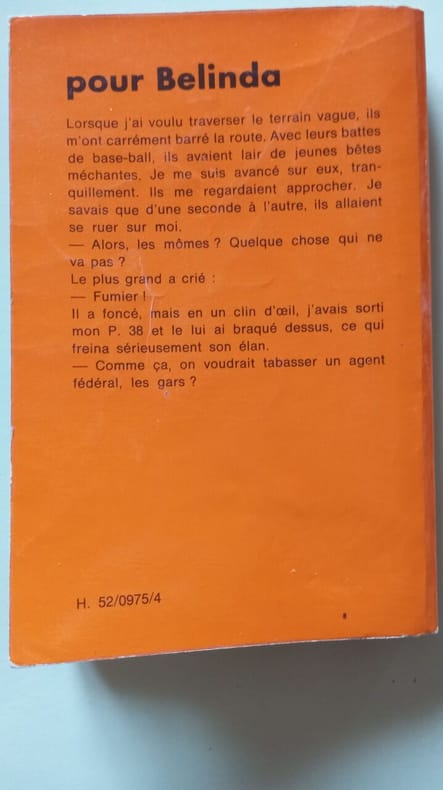 pour Belinda
Lorsque j'ai voulu traverser le terrain vague, ils
m'ont carrément barré la route. Avec leurs battes
de base-ball, ils avaient lair de jeunes bêtes
méchantes. Je me suis avancé sur eux, tran-
quillement. Ils me regardaient approcher. Je
savais que d'une seconde à l'autre, ils allaient
se ruer sur moi.
— Alors, les mômes ? Quelque chose qui ne
va pas ?
Le plus grand a crié :
— Fumier !
Il a foncé, mais en un clin d'œil, j'avais sorti
mon P. 38 et le lui ai braqué dessus, ce qui
freina sérieusement son élan.
— Comme ça, on voudrait tabasser un agent
fédéral, les gars ?
H. 52/0975/4